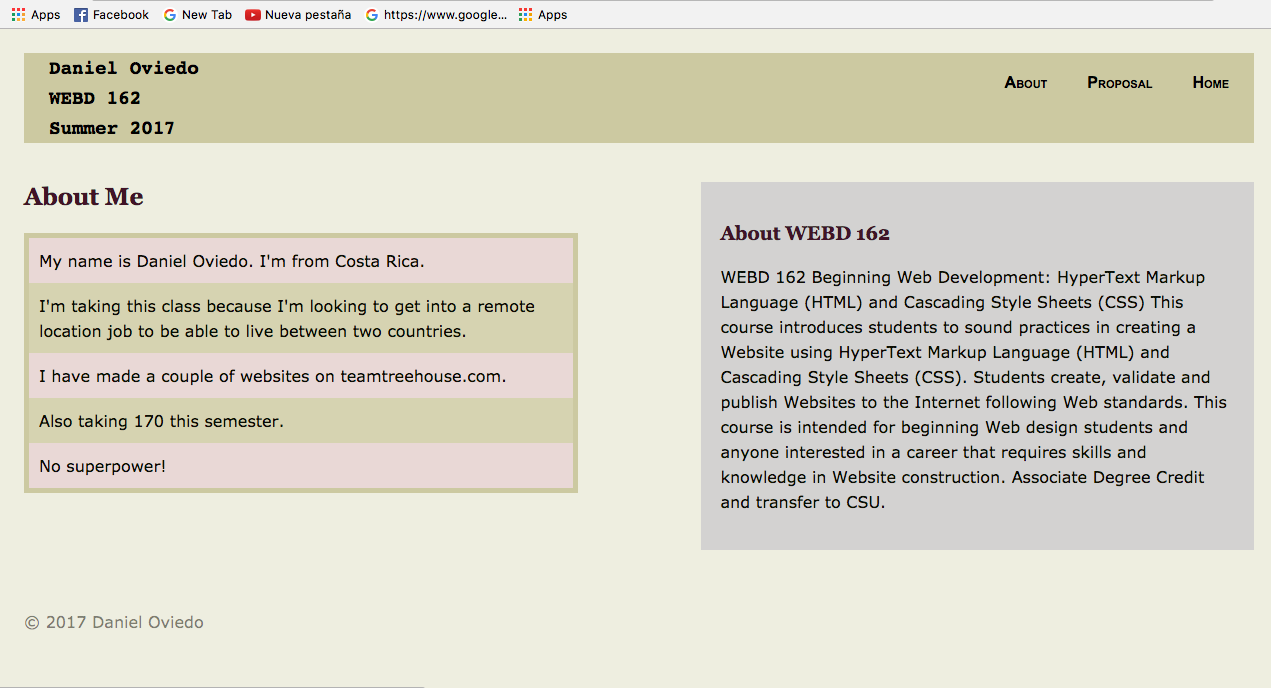 Apps Facebook New Tab Nueva pestaña https://www.google... Apps
Daniel Oviedo
WEBD 162
Summer 2017
About Proposal Home
About Me
My name is Daniel Oviedo. I'm from Costa Rica.
I'm taking this class because I'm looking to get into a remote
location job to be able to live between two countries.
I have made a couple of websites on teamtreehouse.com.
Also taking 170 this semester.
No superpower!
About WEBD 162
WEBD 162 Beginning Web Development: HyperText Markup
Language (HTML) and Cascading Style Sheets (CSS) This
course introduces students to sound practices in creating a
Website using HyperText Markup Language (HTML) and
Cascading Style Sheets (CSS). Students create, validate and
publish Websites to the Internet following Web standards. This
course is intended for beginning Web design students and
anyone interested in a career that requires skills and
knowledge in Website construction. Associate Degree Credit
and transfer to CSU.
© 2017 Daniel Oviedo